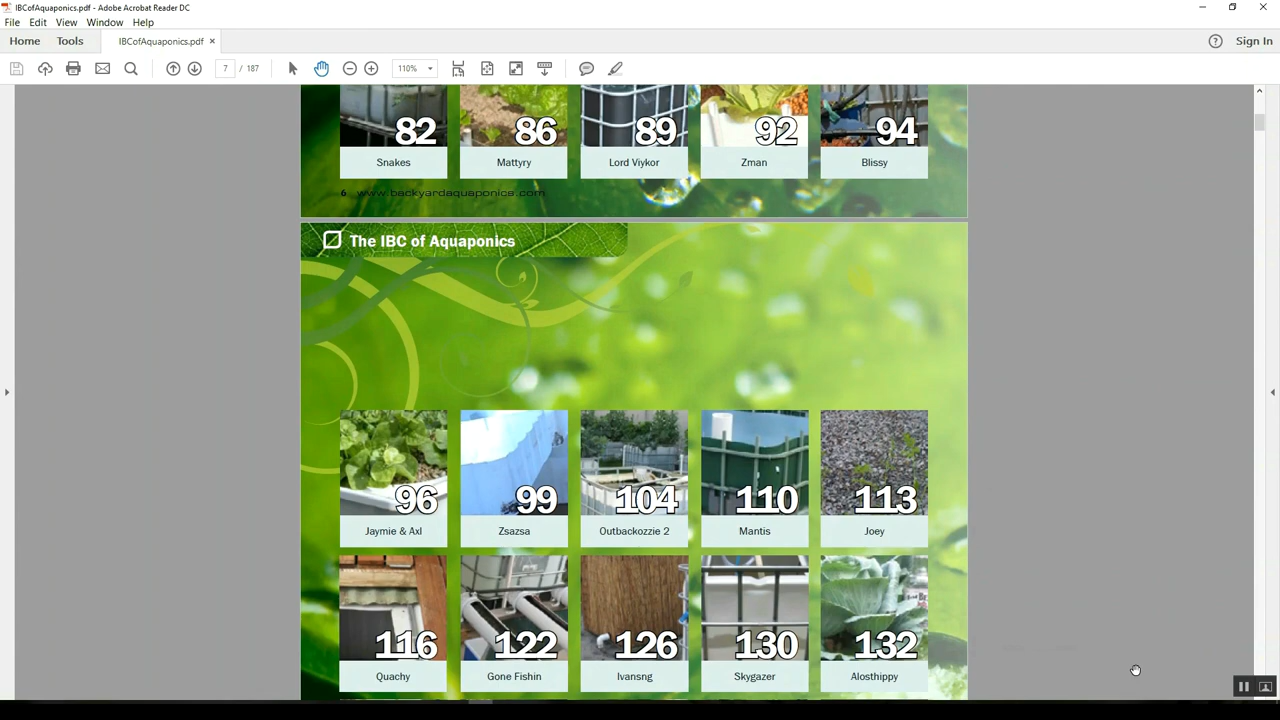 IBCofAquaponics.pdf - Adobe Acrobat Reader DC
File Edit View Window Help
Home Tools IBCofAquaponics.pdf × ? Sign In
7 / 187 110%
82 86 89 92 94
Snakes Mattyry Lord Viykor Zman Blissy
6 www.backyardaquaponics.com
The IBC of Aquaponics
96 99 104 110 113
Jaymie & Axl Zsazsa Outbackozzie 2 Mantis Joey
116 122 126 130 132
Quachy Gone Fishin Ivansng Skygazer Alosthippy